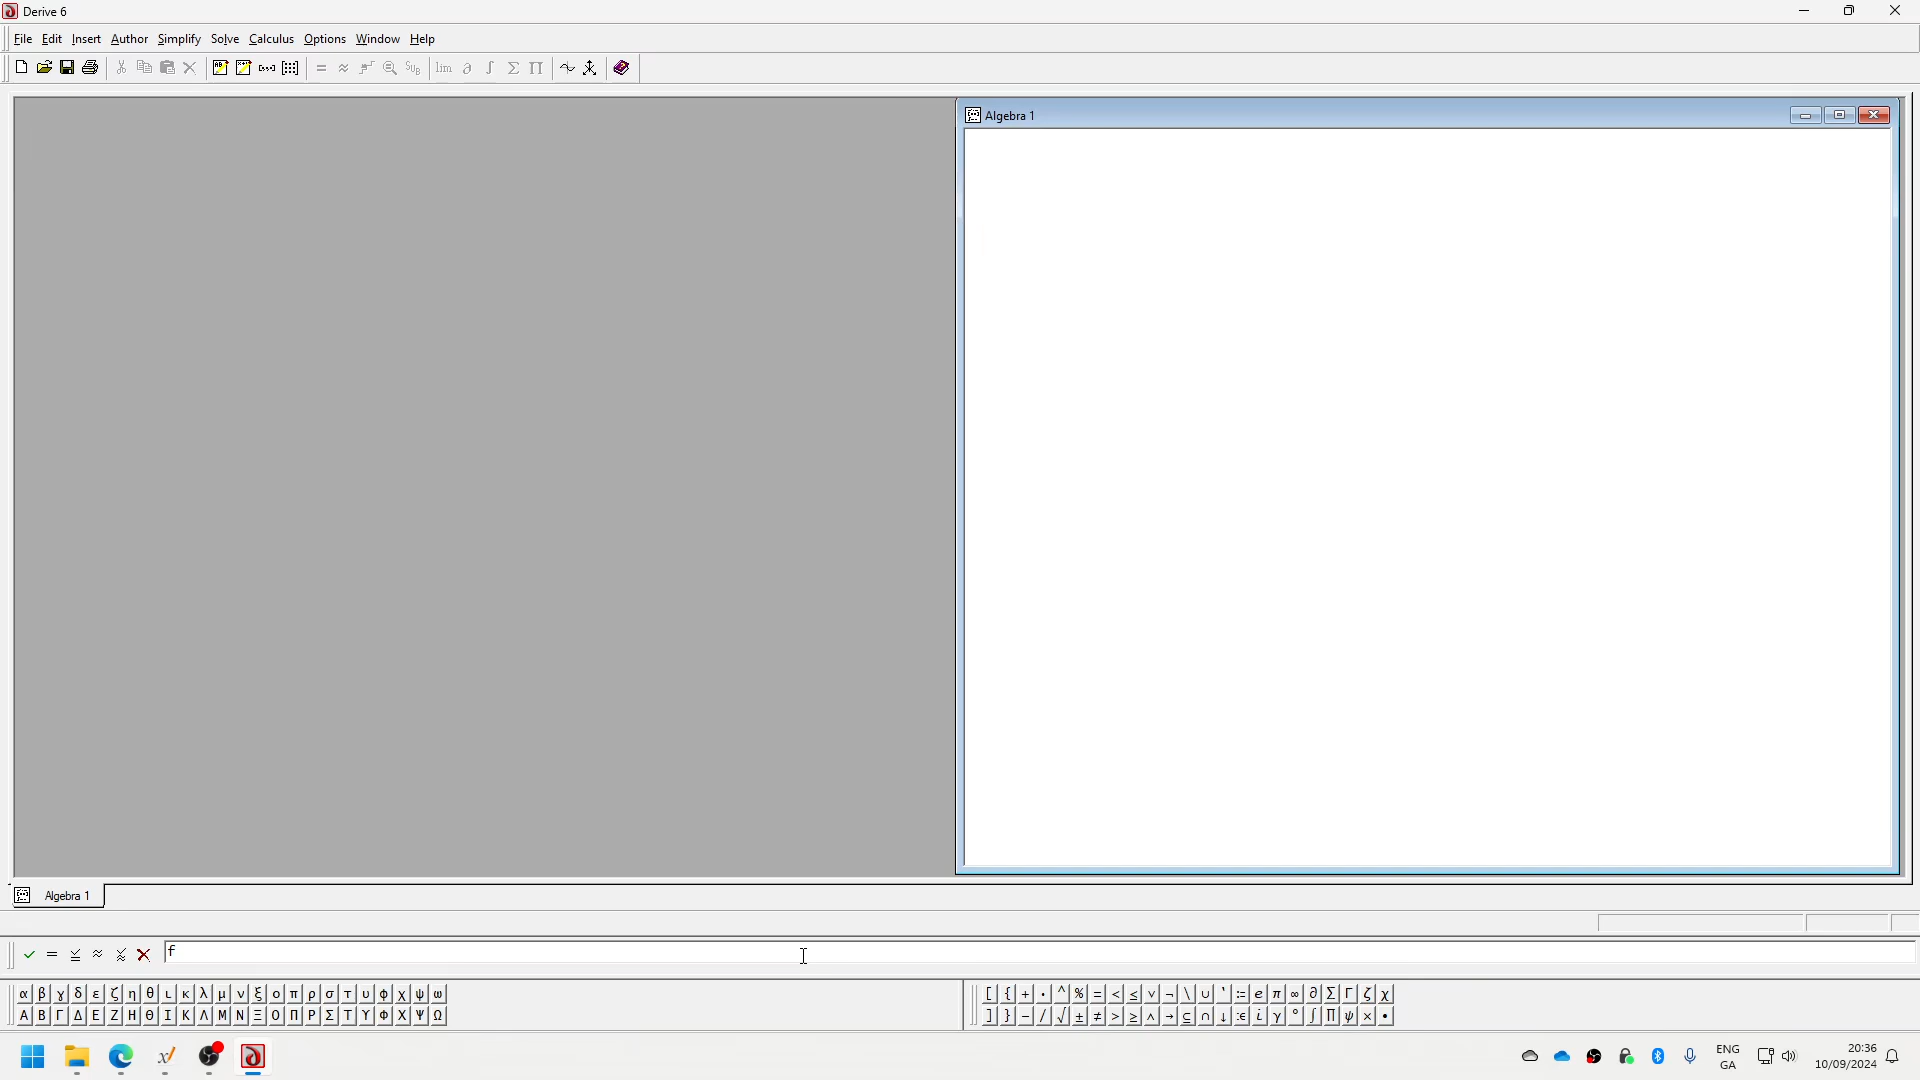 Derive 6
File Edit Insert Author Simplify Solve Calculus Options Window Help
lim ∂ ∫ Σ Π
Algebra 1
Algebra 1
f
α β γ δ ε ζ η θ ι κ λ μ ν ξ ο π ρ σ τ υ φ χ ψ ω
Α Β Γ Δ Ε Ζ Η Θ Ι Κ Λ Μ Ν Ξ Ο Π Ρ Σ Τ Υ Φ Χ Ψ Ω
[ { + · ^ % = < ≤ ∨ ¬ \ ∪ ‵ := e π ∞ ∂ Σ Γ ζ χ
] } - / √ ± ≠ > ≥ ∧ → ⊆ ∩ ↓ :∈ i γ ° ∫ Π ψ × •
ENG
GA
20:36
10/09/2024